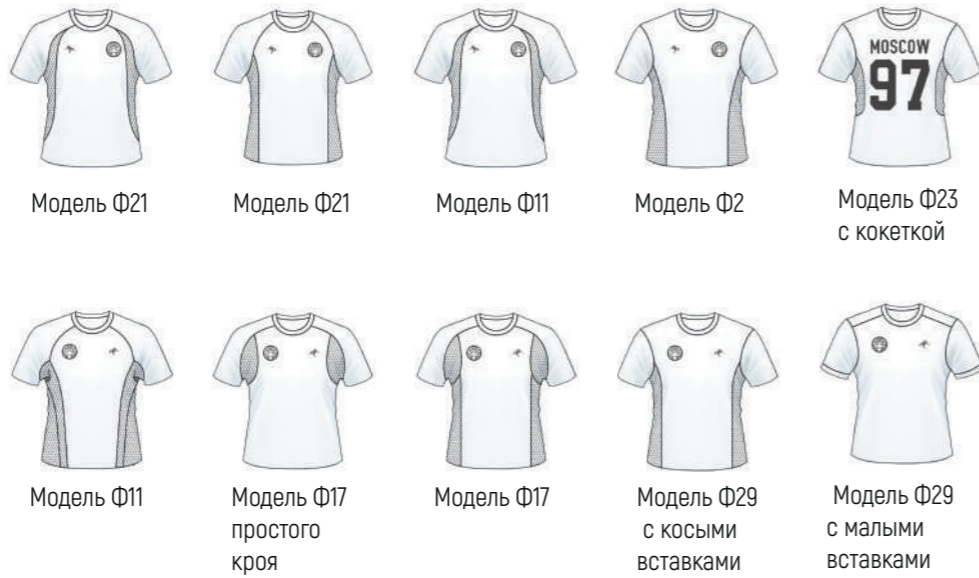 MOSCOW
97
Модель Ф21
Модель Ф21
Модель Ф11
Модель Ф2
Модель Ф23
с кокеткой
Модель Ф11
Модель Ф17
простого
кроя
Модель Ф17
Модель Ф29
с косыми
вставками
Модель Ф29
с малыми
вставками